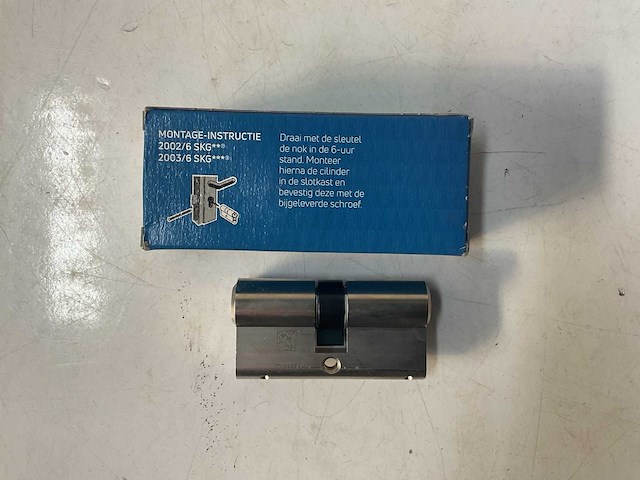 MONTAGE-INSTRUCTIE
2002/6 SKG**®
2003/6 SKG***®
Draai met de sleutel
de nok in de 6-uur
stand. Monteer
hierna de cilinder
in de slotkast en
bevestig deze met de
bijgeleverde schroef.